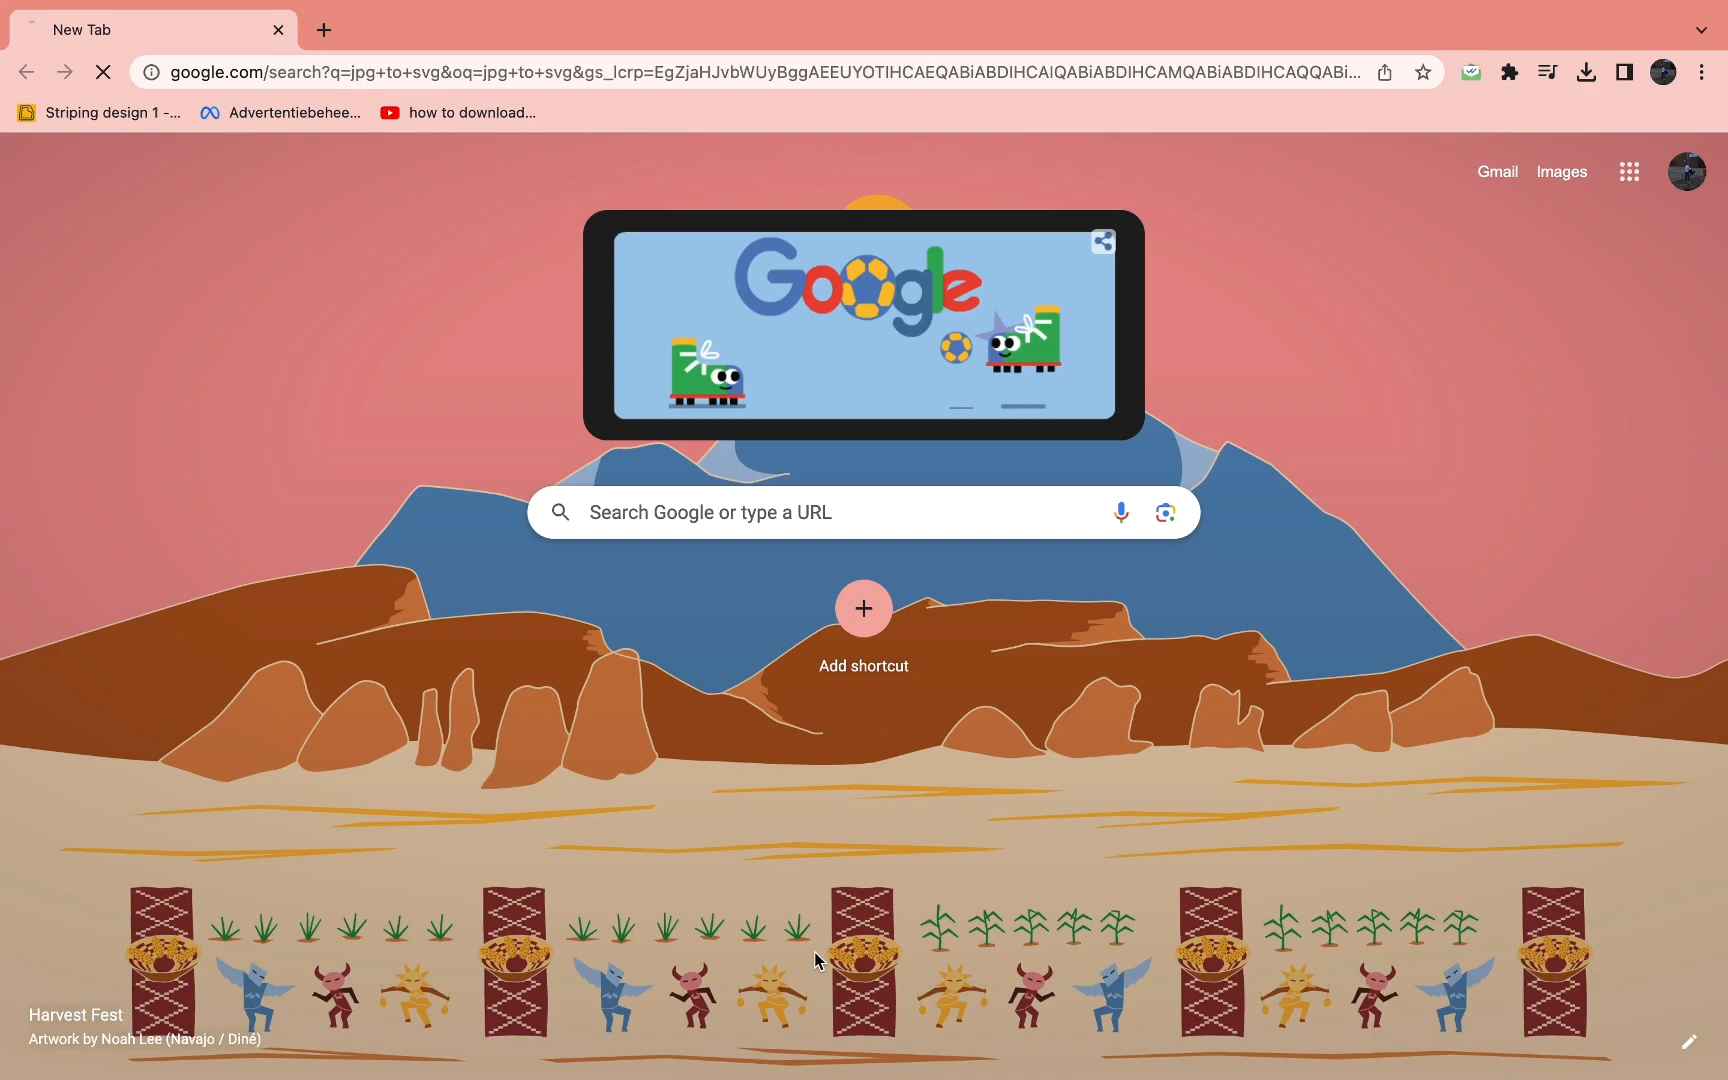 New Tab
google.com/search?q=jpg+to+svg&oq=jpg+to+svg&gs_lcrp=EgZjaHJvbWUyBggAEEUYOTIHCAEQABiABDIHCAIQABiABDIHCAMQABiABDIHCAQQABi...
Striping design 1 -... Advertentiebehee... how to download...
Gmail Images
Google
Search Google or type a URL
Add shortcut
Harvest Fest
Artwork by Noah Lee (Navajo / Diné)